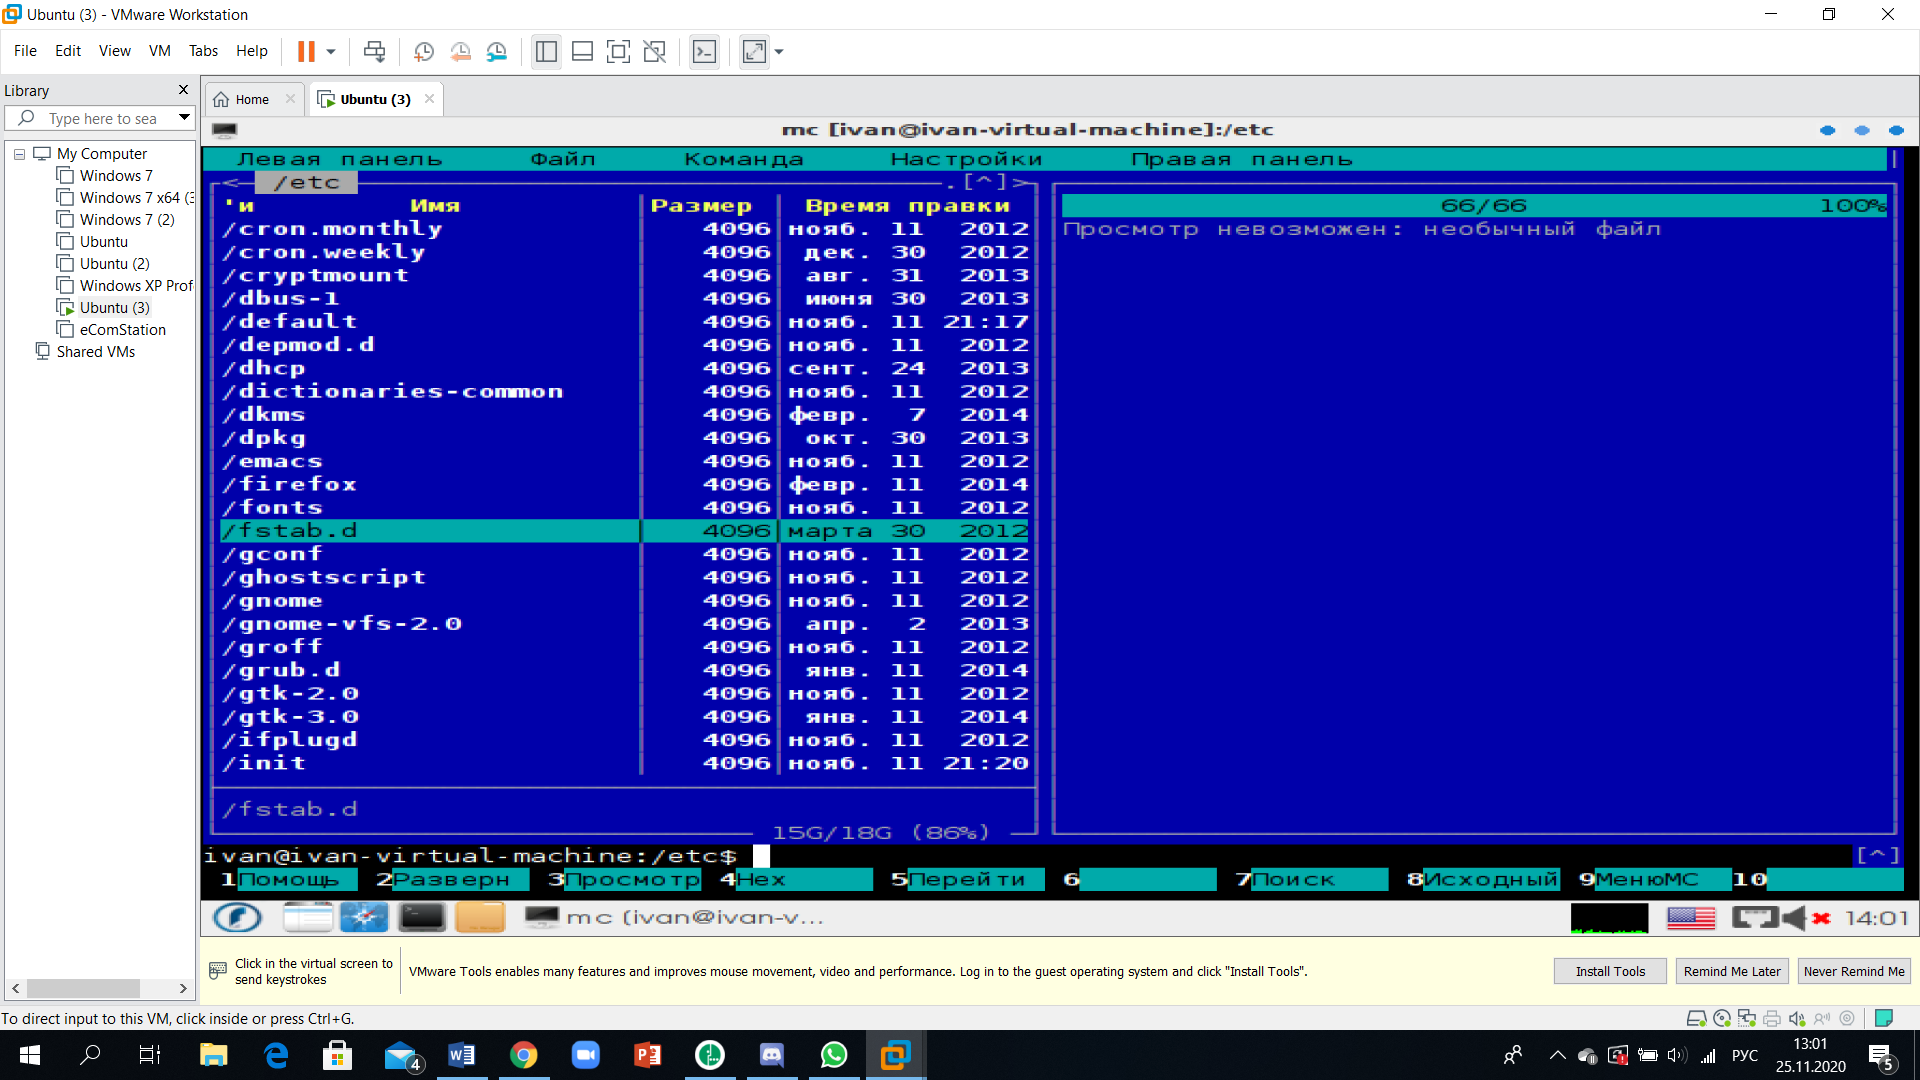 Ubuntu (3) - VMware Workstation
File Edit View VM Tabs Help
Library
Type here to sea
My Computer
Windows 7
Windows 7 x64 (3
Windows 7 (2)
Ubuntu
Ubuntu (2)
Windows XP Prof
Ubuntu (3)
eComStation
Shared VMs
Home Ubuntu (3)
mc [ivan@ivan-virtual-machine]:/etc
Левая панель Файл Команда Настройки Правая панель
<— /etc .[^]>
'и Имя Размер Время правки
/cron.monthly 4096 нояб. 11 2012
/cron.weekly 4096 дек. 30 2012
/cryptmount 4096 авг. 31 2013
/dbus-1 4096 июня 30 2013
/default 4096 нояб. 11 21:17
/depmod.d 4096 нояб. 11 2012
/dhcp 4096 сент. 24 2013
/dictionaries-common 4096 нояб. 11 2012
/dkms 4096 февр. 7 2014
/dpkg 4096 окт. 30 2013
/emacs 4096 нояб. 11 2012
/firefox 4096 февр. 11 2014
/fonts 4096 нояб. 11 2012
/fstab.d 4096 марта 30 2012
/gconf 4096 нояб. 11 2012
/ghostscript 4096 нояб. 11 2012
/gnome 4096 нояб. 11 2012
/gnome-vfs-2.0 4096 апр. 2 2013
/groff 4096 нояб. 11 2012
/grub.d 4096 янв. 11 2014
/gtk-2.0 4096 нояб. 11 2012
/gtk-3.0 4096 янв. 11 2014
/ifplugd 4096 нояб. 11 2012
/init 4096 нояб. 11 21:20
/fstab.d
15G/18G (86%)
66/66 100%
Просмотр невозможен: необычный файл
ivan@ivan-virtual-machine:/etc$ [^]
1Помощь 2Разверн 3Просмотр 4Hex 5Перейти 6 7Поиск 8Исходный 9МенюMC 10
mc (ivan@ivan-v... 14:01
Click in the virtual screen to
send keystrokes
VMware Tools enables many features and improves mouse movement, video and performance. Log in to the guest operating system and click "Install Tools".
Install Tools Remind Me Later Never Remind Me
To direct input to this VM, click inside or press Ctrl+G.
4
РУС
13:01
25.11.2020
5